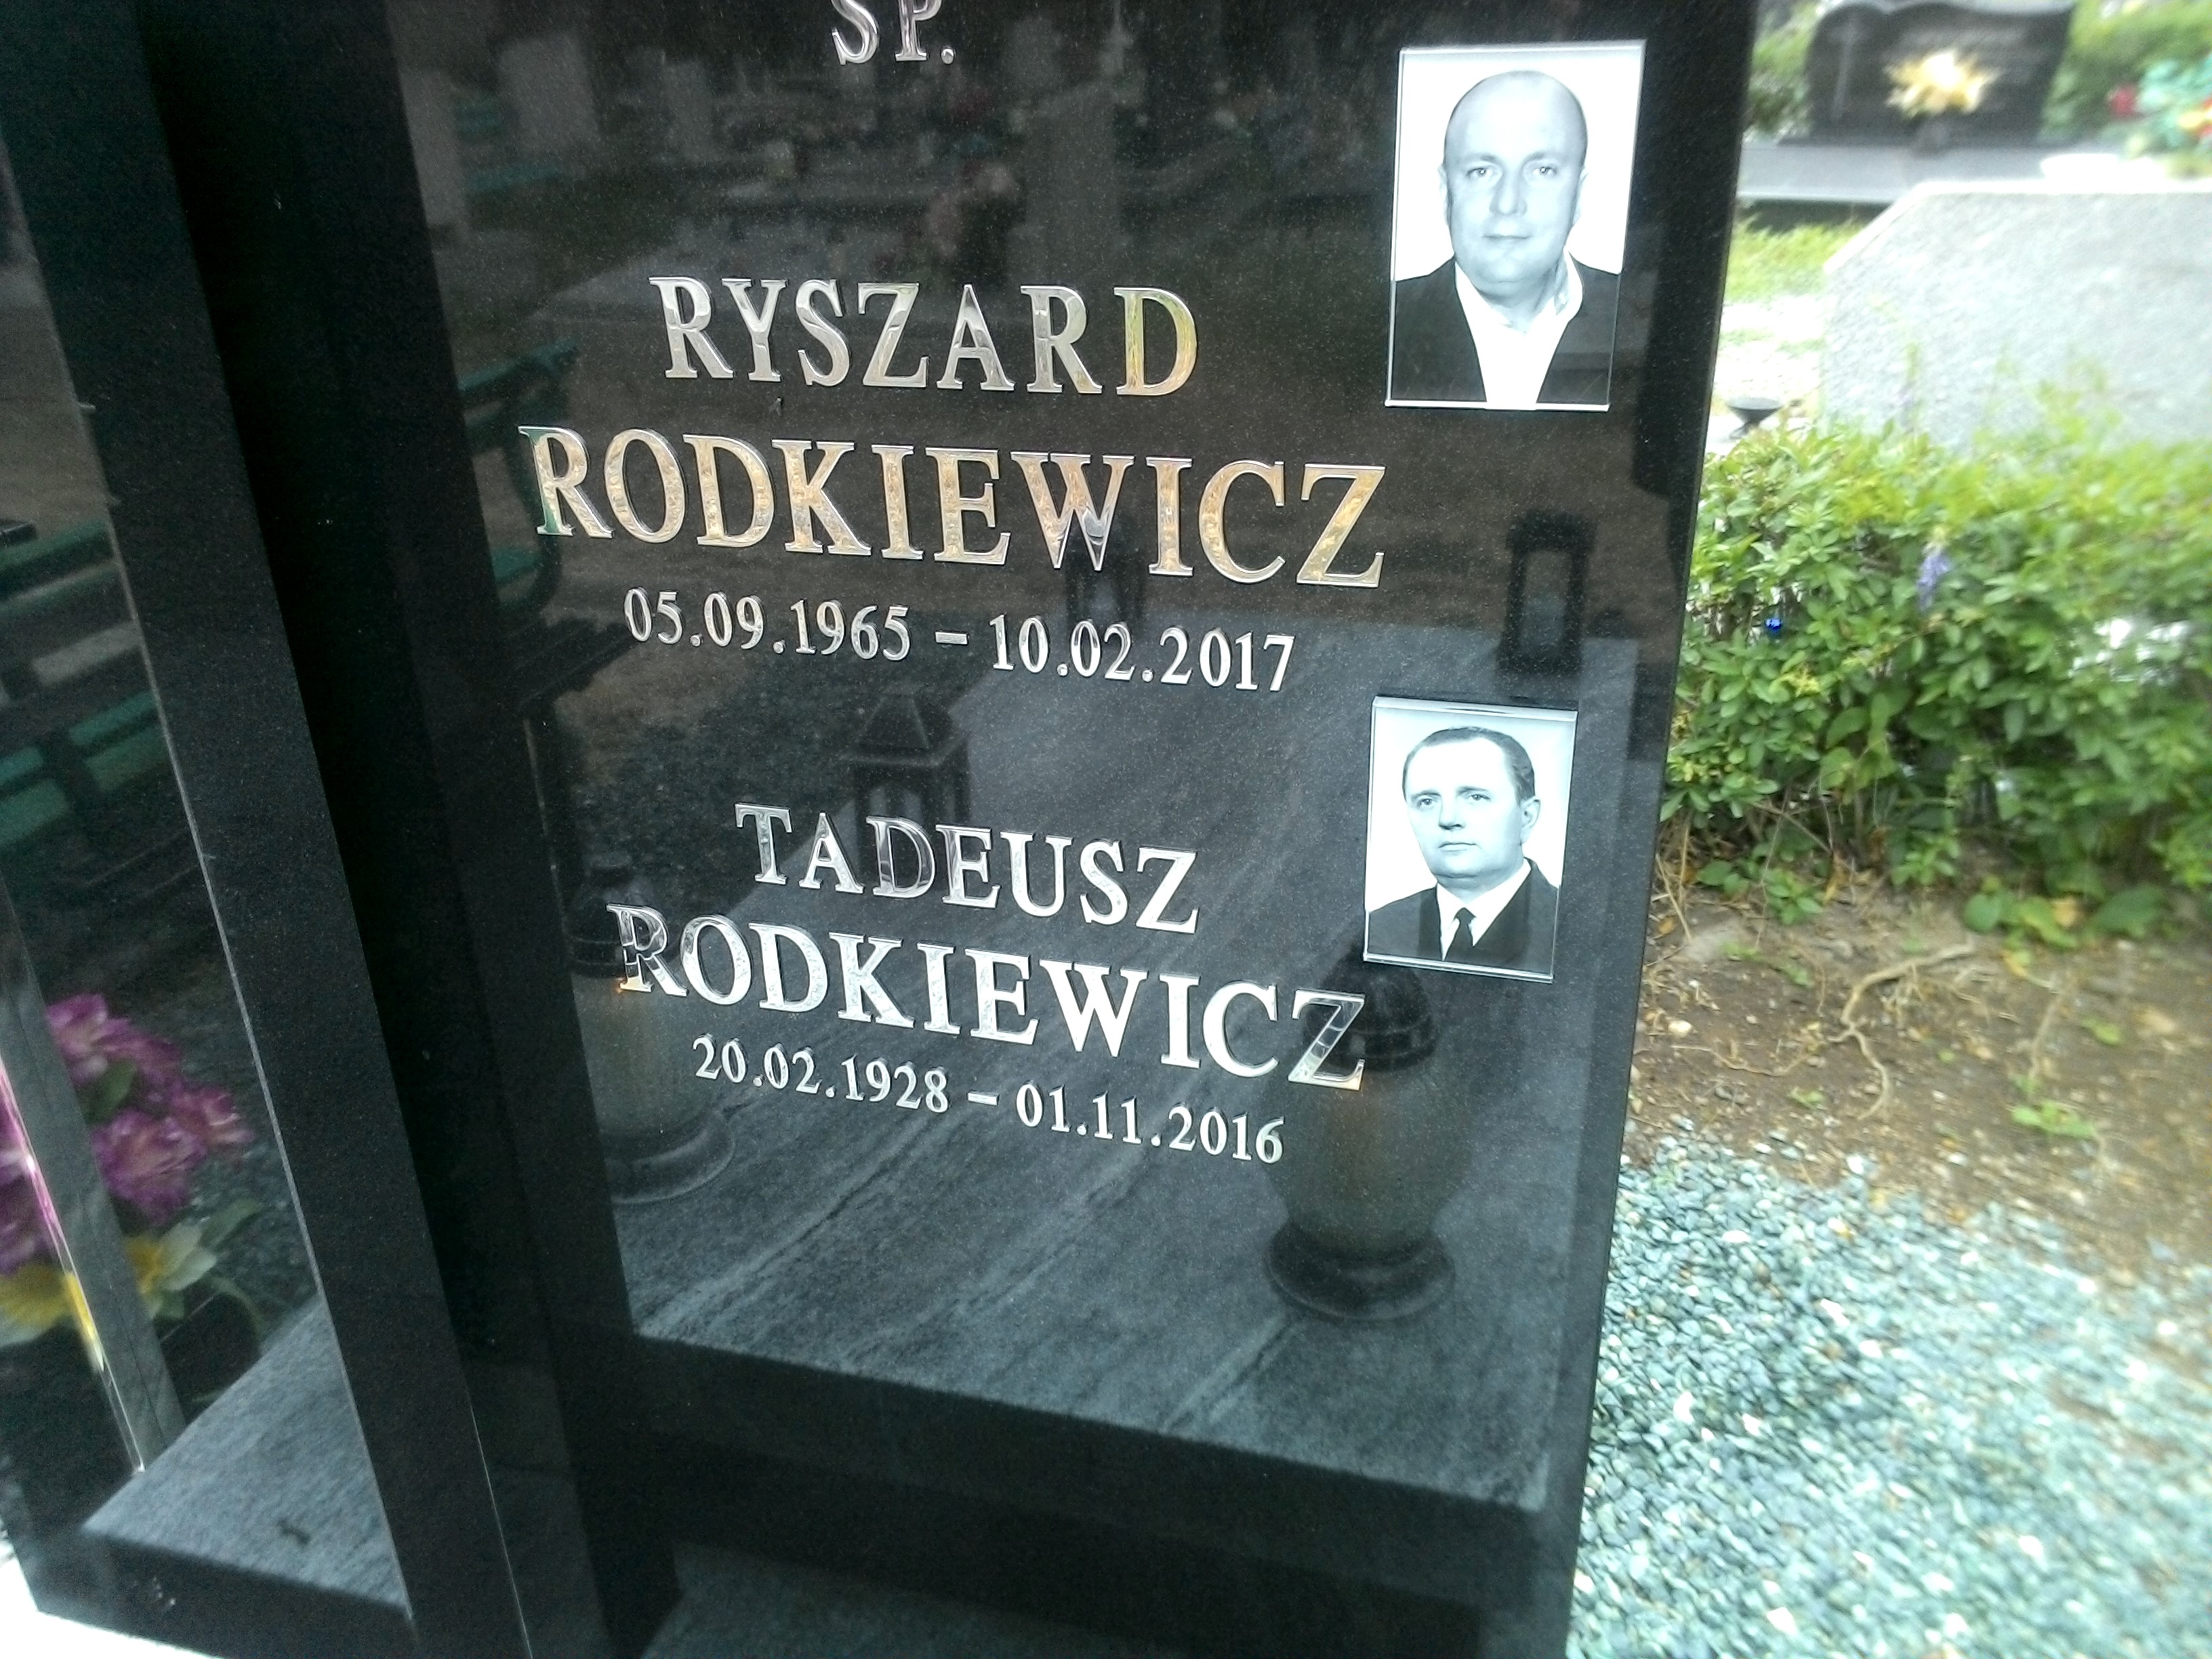 ŚP.
RYSZARD
RODKIEWICZ
05.09.1965 – 10.02.2017
TADEUSZ
RODKIEWICZ
20.02.1928 – 01.11.2016